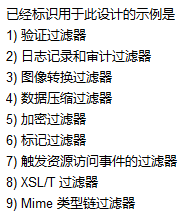 已经标识用于此设计的示例是
1) 验证过滤器
2) 日志记录和审计过滤器
3) 图像转换过滤器
4) 数据压缩过滤器
5) 加密过滤器
6) 标记过滤器
7) 触发资源访问事件的过滤器
8) XSL/T 过滤器
9) Mime 类型链过滤器